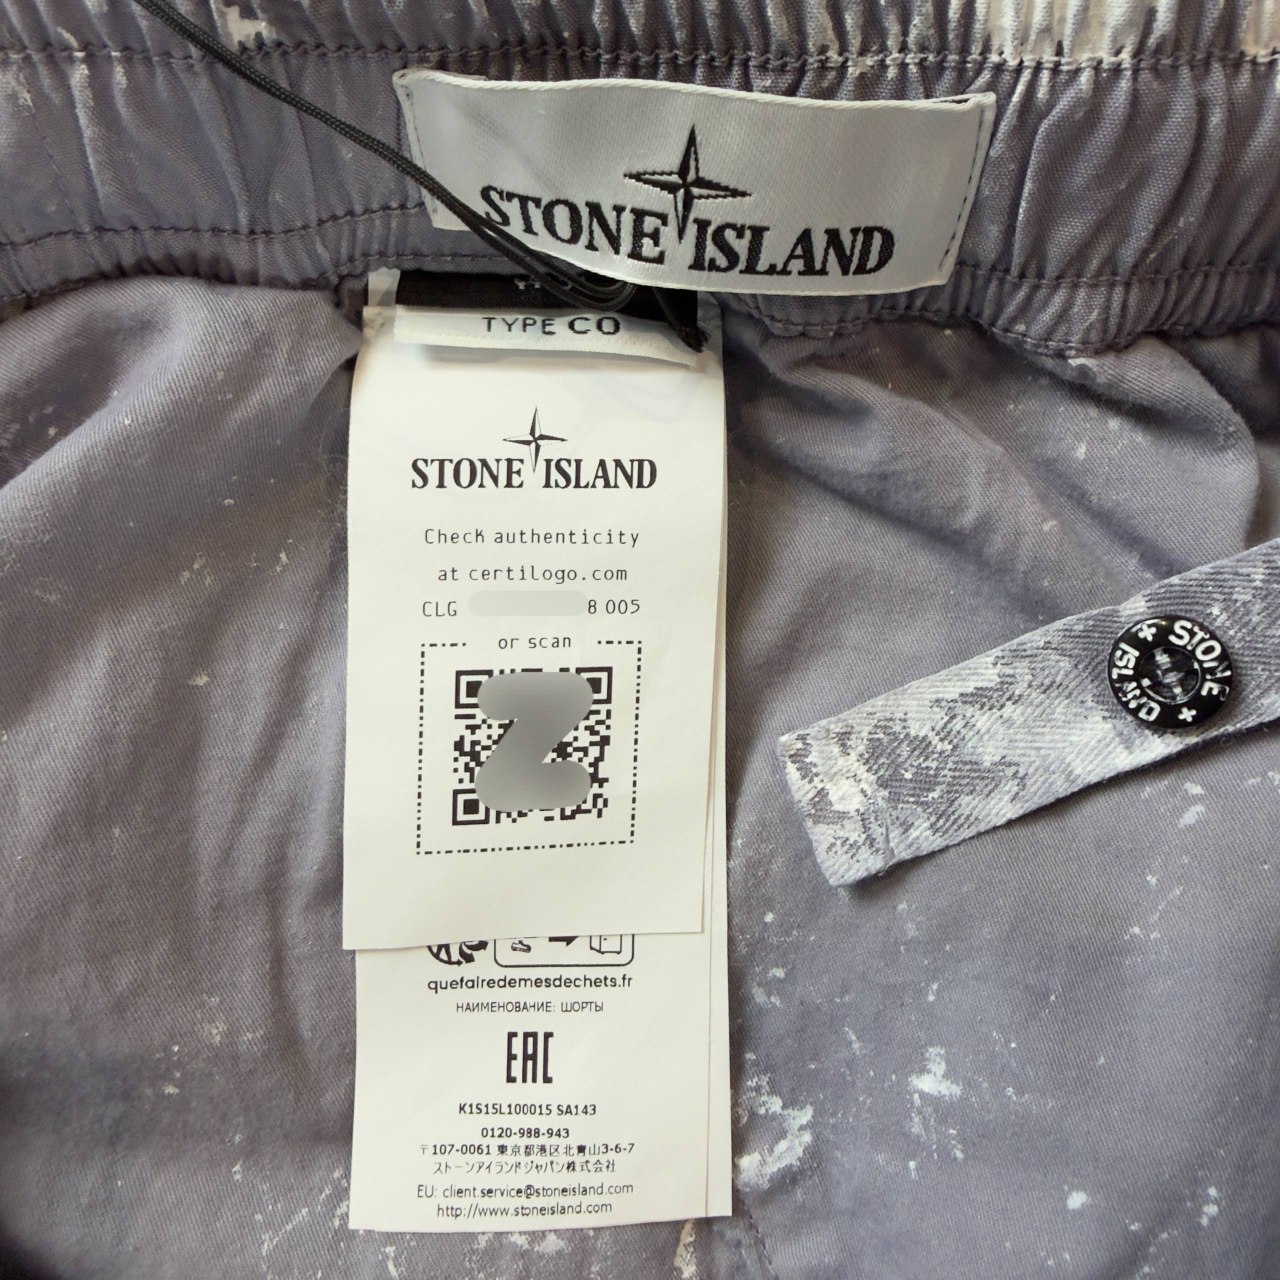 STONE ISLAND
TYPE CO
STONE ISLAND
Check authenticity
at certilogo.com
CLG 8 005
or scan
quefairedemesdechets.fr
НАИМЕНОВАНИЕ: ШОРТЫ
EAC
K1S15L100015 SA143
0120-988-943
〒107-0061 東京都港区北青山3-6-7
ストーンアイランドジャパン株式会社
EU: client.service@stoneisland.com
http://www.stoneisland.com
STONE ISLAND